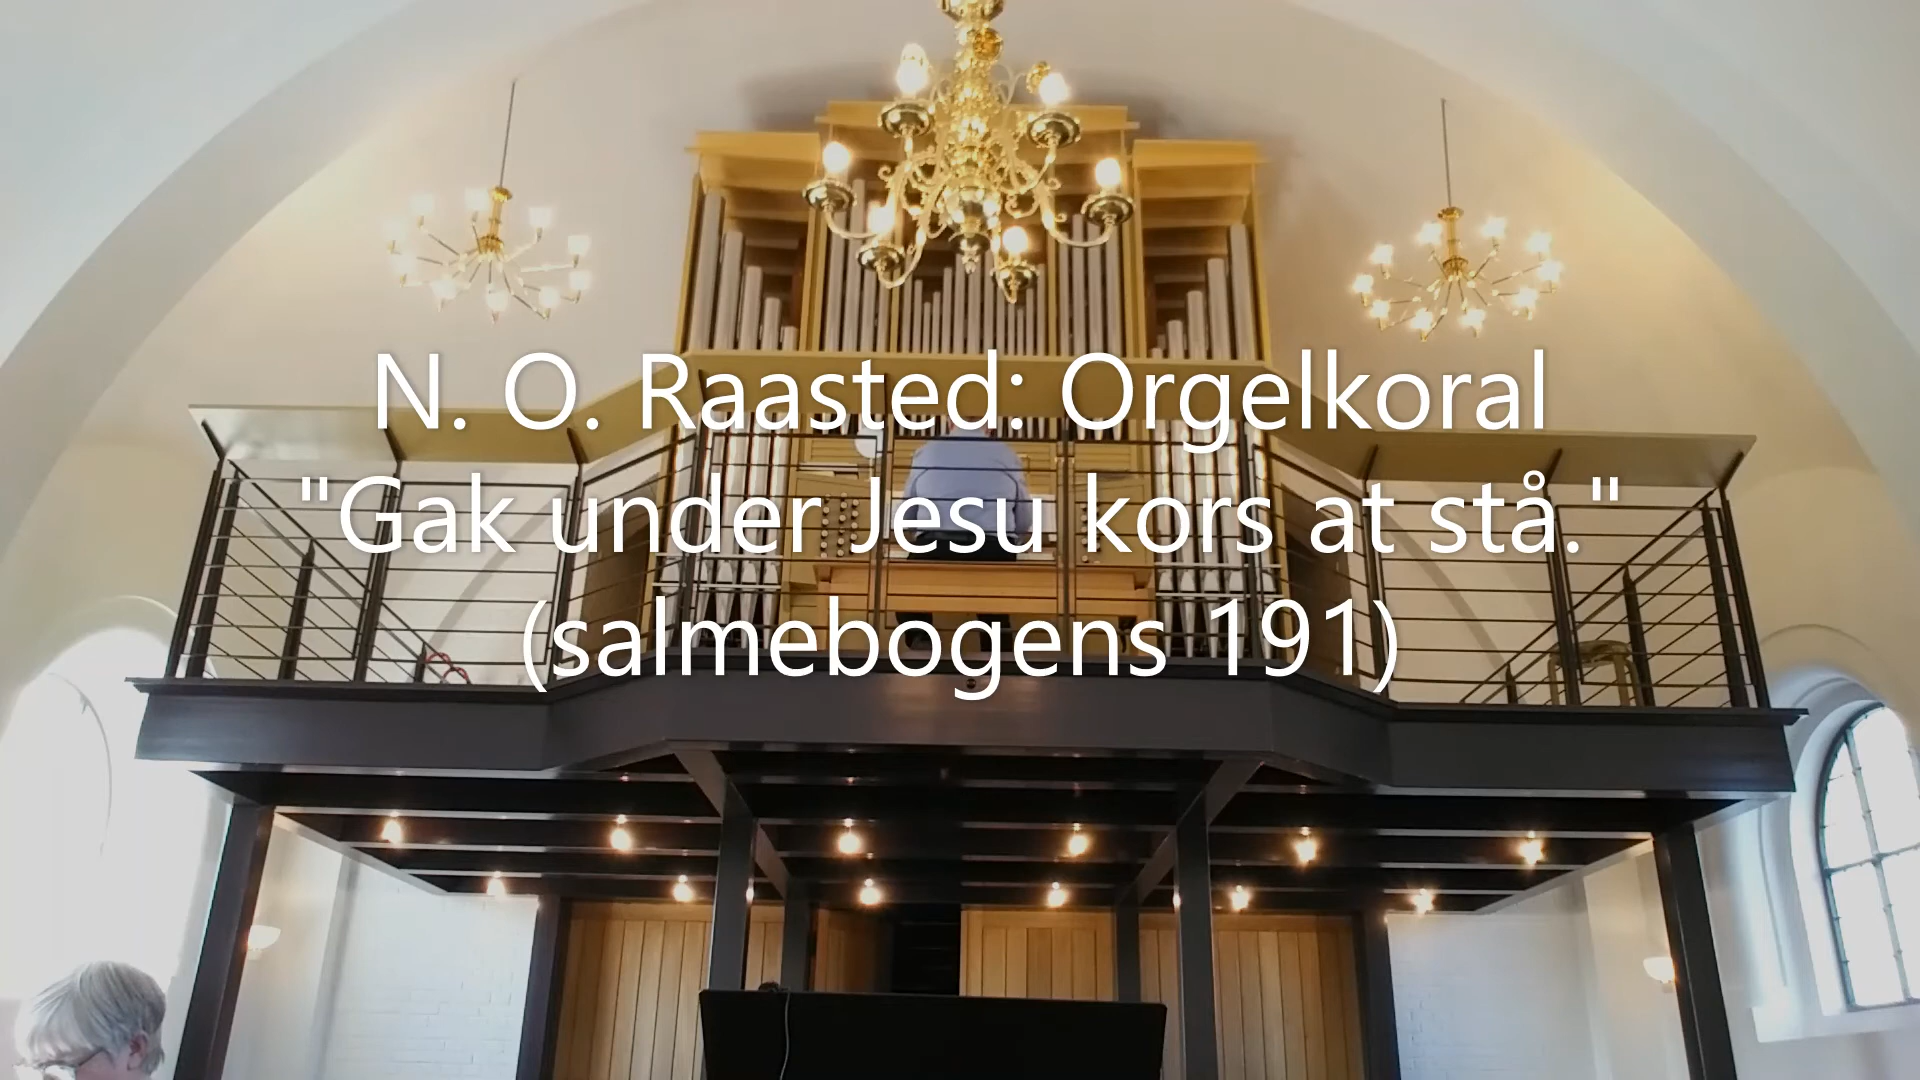 N. O. Raasted: Orgelkoral
"Gak under Jesu kors at stå."
(salmebogens 191)